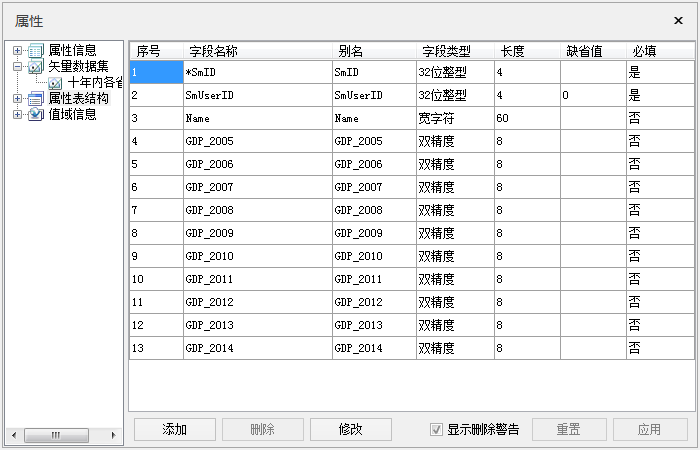 属性
属性信息
矢量数据集
十年内各省
属性表结构
值域信息
序号 字段名称 别名 字段类型 长度 缺省值 必填
1 *SmID SmID 32位整型 4 是
2 SmUserID SmUserID 32位整型 4 0 是
3 Name Name 宽字符 60 否
4 GDP_2005 GDP_2005 双精度 8 否
5 GDP_2006 GDP_2006 双精度 8 否
6 GDP_2007 GDP_2007 双精度 8 否
7 GDP_2008 GDP_2008 双精度 8 否
8 GDP_2009 GDP_2009 双精度 8 否
9 GDP_2010 GDP_2010 双精度 8 否
10 GDP_2011 GDP_2011 双精度 8 否
11 GDP_2012 GDP_2012 双精度 8 否
12 GDP_2013 GDP_2013 双精度 8 否
13 GDP_2014 GDP_2014 双精度 8 否
添加 删除 修改 显示删除警告 重置 应用